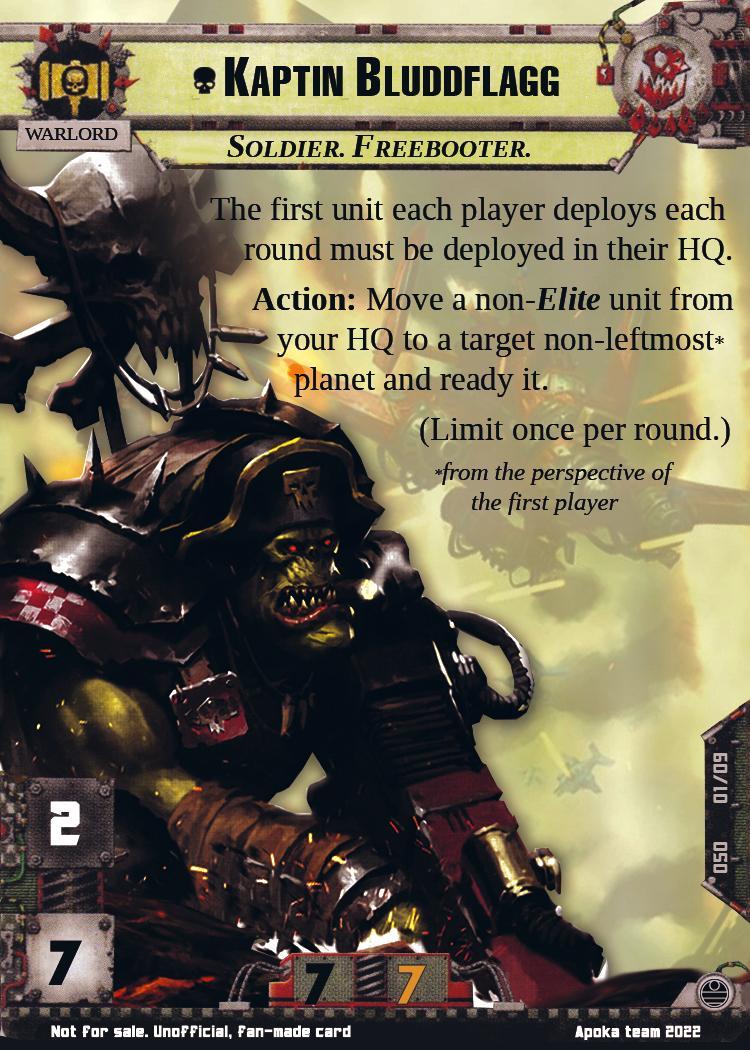 Kaptin Bluddflagg
WARLORD
Soldier. Freebooter.
The first unit each player deploys each
round must be deployed in their HQ.
Action: Move a non-Elite unit from
your HQ to a target non-leftmost*
planet and ready it.
(Limit once per round.)
*from the perspective of
the first player
01/09
050
2
7
7 7
Not for sale. Unofficial, fan-made card
Apoka team 2022